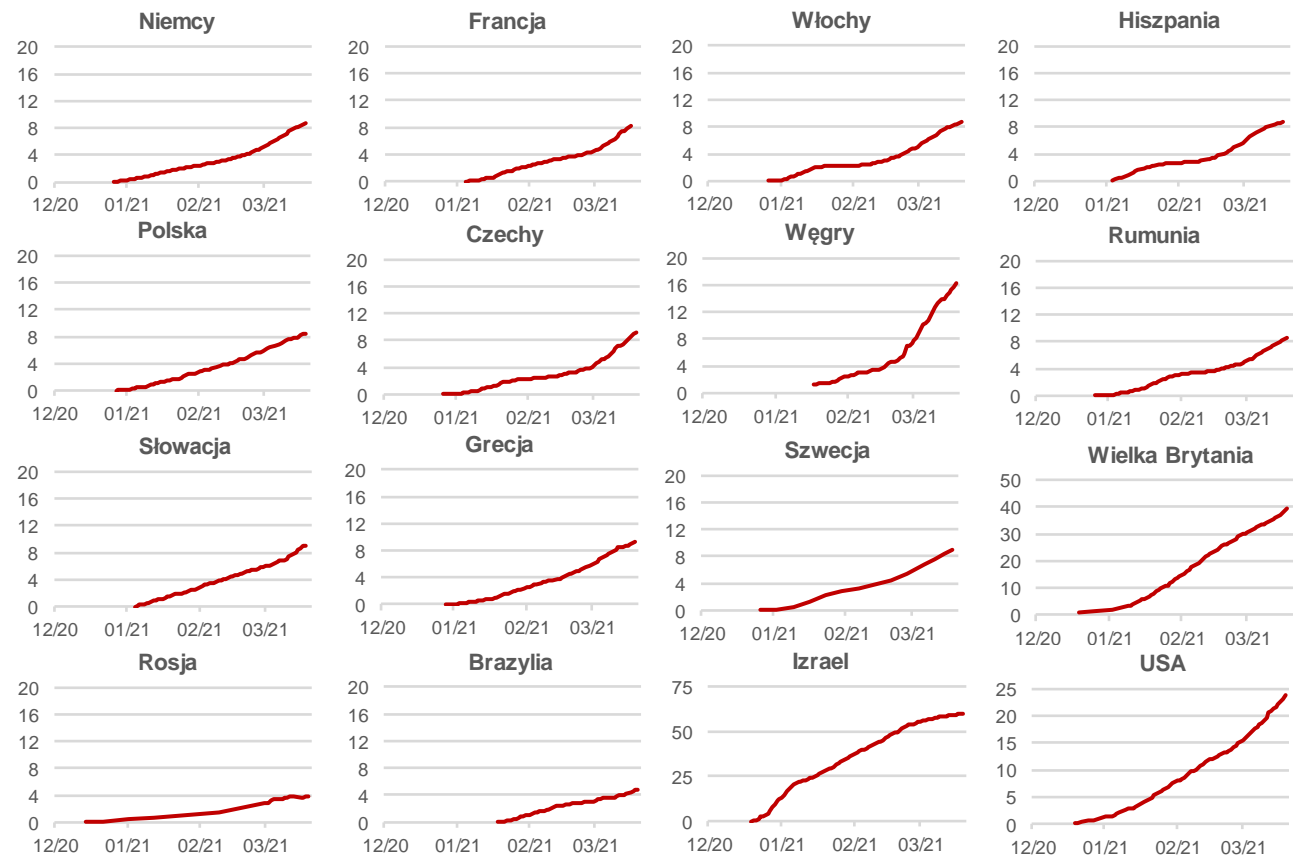 Niemcy
20
16
12
8
4
0
12/20 01/21 02/21 03/21
Francja
20
16
12
8
4
0
12/20 01/21 02/21 03/21
Włochy
20
16
12
8
4
0
12/20 01/21 02/21 03/21
Hiszpania
20
16
12
8
4
0
12/20 01/21 02/21 03/21
Polska
20
16
12
8
4
0
12/20 01/21 02/21 03/21
Czechy
20
16
12
8
4
0
12/20 01/21 02/21 03/21
Węgry
20
16
12
8
4
0
12/20 01/21 02/21 03/21
Rumunia
20
16
12
8
4
0
12/20 01/21 02/21 03/21
Słowacja
20
16
12
8
4
0
12/20 01/21 02/21 03/21
Grecja
20
16
12
8
4
0
12/20 01/21 02/21 03/21
Szwecja
20
16
12
8
4
0
12/20 01/21 02/21 03/21
Wielka Brytania
50
40
30
20
10
0
12/20 01/21 02/21 03/21
Rosja
20
16
12
8
4
0
12/20 01/21 02/21 03/21
Brazylia
20
16
12
8
4
0
12/20 01/21 02/21 03/21
Izrael
75
50
25
0
12/20 01/21 02/21 03/21
USA
25
20
15
10
5
0
12/20 01/21 02/21 03/21